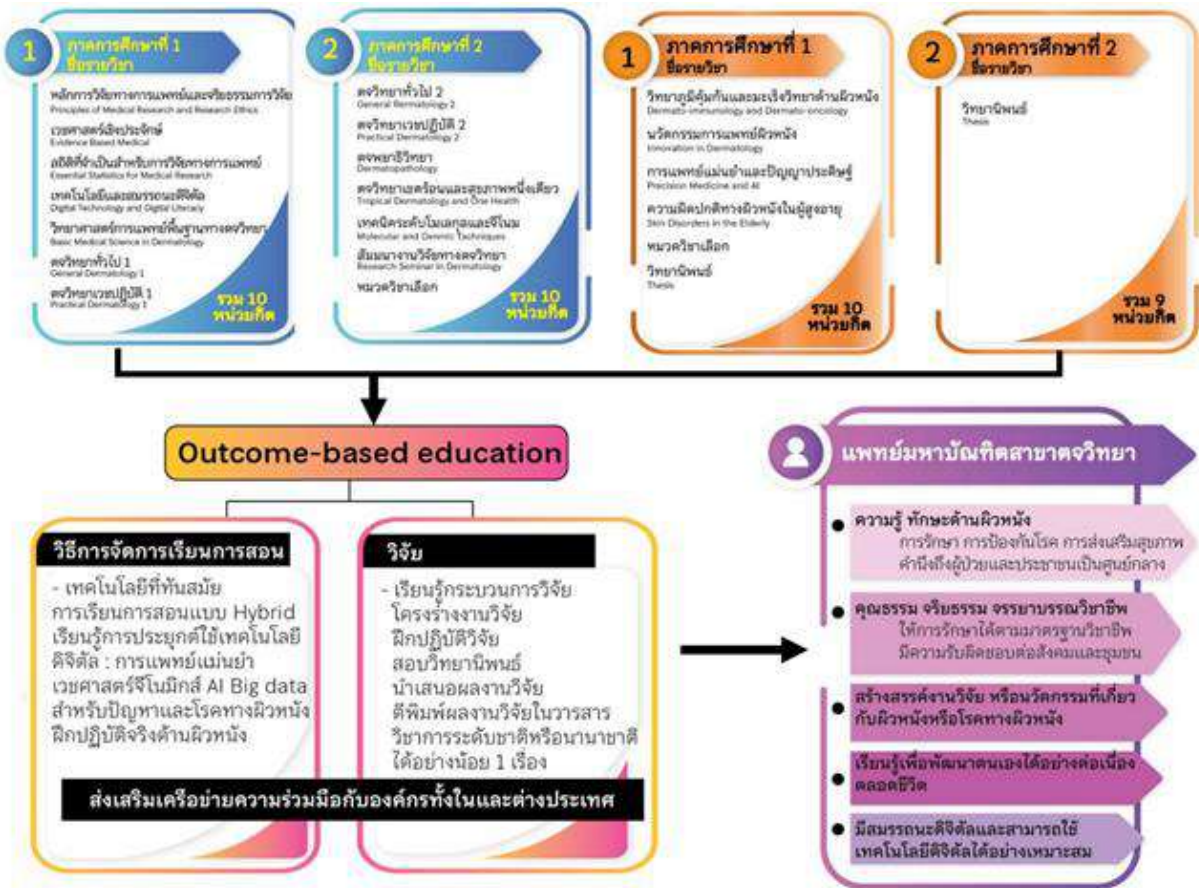 1
ภาคการศึกษาที่ 1
ชื่อรายวิชา
หลักการวิจัยทางการแพทย์และจริยธรรมการวิจัย
Principles of Medical Research and Research Ethics
เวชศาสตร์เชิงประจักษ์
Evidence Based Medical
สถิติที่จำเป็นสำหรับการวิจัยทางการแพทย์
Essential Statistics for Medical Research
เทคโนโลยีและสมรรถนะดิจิตัล
Digital Technology and Digital Literacy
วิทยาศาสตร์การแพทย์พื้นฐานทางตจวิทยา
Basic Medical Science in Dermatology
ตจวิทยาทั่วไป 1
General Dermatology 1
ตจวิทยาเวชปฏิบัติ 1
Practical Dermatology 1
รวม 10
หน่วยกิต
2
ภาคการศึกษาที่ 2
ชื่อรายวิชา
ตจวิทยาทั่วไป 2
General Dermatology 2
ตจวิทยาเวชปฏิบัติ 2
Practical Dermatology 2
ตจพยาธิวิทยา
Dermatopathology
ตจวิทยาเขตร้อนและสุขภาพหนึ่งเดียว
Tropical Dermatology and One Health
เทคนิคระดับโมเลกุลและจีโนม
Molecular and Genomic Techniques
สัมมนางานวิจัยทางตจวิทยา
Research Seminar in Dermatology
หมวดวิชาเลือก
รวม 10
หน่วยกิต
1
ภาคการศึกษาที่ 1
ชื่อรายวิชา
วิทยาภูมิคุ้มกันและมะเร็งวิทยาด้านผิวหนัง
Dermato-immunology and Dermato-oncology
นวัตกรรมการแพทย์ผิวหนัง
Innovation in Dermatology
การแพทย์แม่นยำและปัญญาประดิษฐ์
Precision Medicine and AI
ความผิดปกติทางผิวหนังในผู้สูงอายุ
Skin Disorders in the Elderly
หมวดวิชาเลือก
วิทยานิพนธ์
Thesis
รวม 10
หน่วยกิต
2
ภาคการศึกษาที่ 2
ชื่อรายวิชา
วิทยานิพนธ์
Thesis
รวม 9
หน่วยกิต
Outcome-based education
วิธีการจัดการเรียนการสอน
- เทคโนโลยีที่ทันสมัย
การเรียนการสอนแบบ Hybrid
เรียนรู้การประยุกต์ใช้เทคโนโลยี
ดิจิตัล : การแพทย์แม่นยำ
เวชศาสตร์จีโนมิกส์ AI Big data
สำหรับปัญหาและโรคทางผิวหนัง
ฝึกปฏิบัติจริงด้านผิวหนัง
วิจัย
- เรียนรู้กระบวนการวิจัย
โครงร่างงานวิจัย
ฝึกปฏิบัติวิจัย
สอบวิทยานิพนธ์
นำเสนอผลงานวิจัย
ตีพิมพ์ผลงานวิจัยในวารสาร
วิชาการระดับชาติหรือนานาชาติ
ได้อย่างน้อย 1 เรื่อง
ส่งเสริมเครือข่ายความร่วมมือกับองค์กรทั้งในและต่างประเทศ
แพทย์มหาบัณฑิตสาขาตจวิทยา
ความรู้ ทักษะด้านผิวหนัง
การรักษา การป้องกันโรค การส่งเสริมสุขภาพ
คำนึงถึงผู้ป่วยและประชาชนเป็นศูนย์กลาง
คุณธรรม จริยธรรม จรรยาบรรณวิชาชีพ
ให้การรักษาได้ตามมาตรฐานวิชาชีพ
มีความรับผิดชอบต่อสังคมและชุมชน
สร้างสรรค์งานวิจัย หรือนวัตกรรมที่เกี่ยว
กับผิวหนังหรือโรคทางผิวหนัง
เรียนรู้เพื่อพัฒนาตนเองได้อย่างต่อเนื่อง
ตลอดชีวิต
มีสมรรถนะดิจิตัลและสามารถใช้
เทคโนโลยีดิจิตัลได้อย่างเหมาะสม